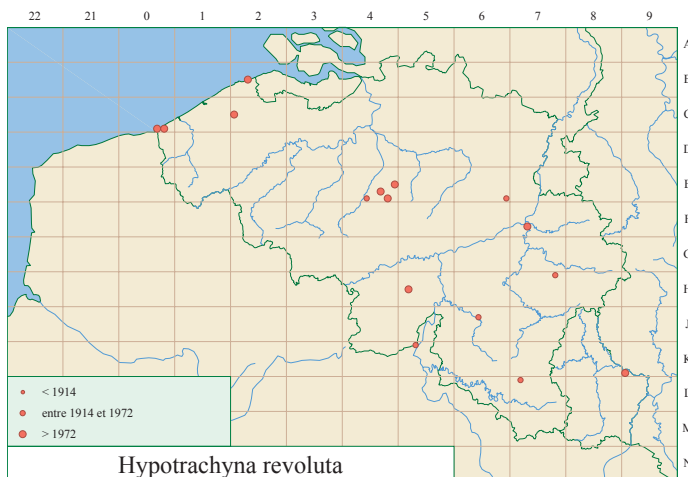 22 21 0 1 2 3 4 5 6 7 8 9
A
B
C
D
E
F
G
H
J
K
L
M
N
< 1914
entre 1914 et 1972
> 1972
Hypotrachyna revoluta